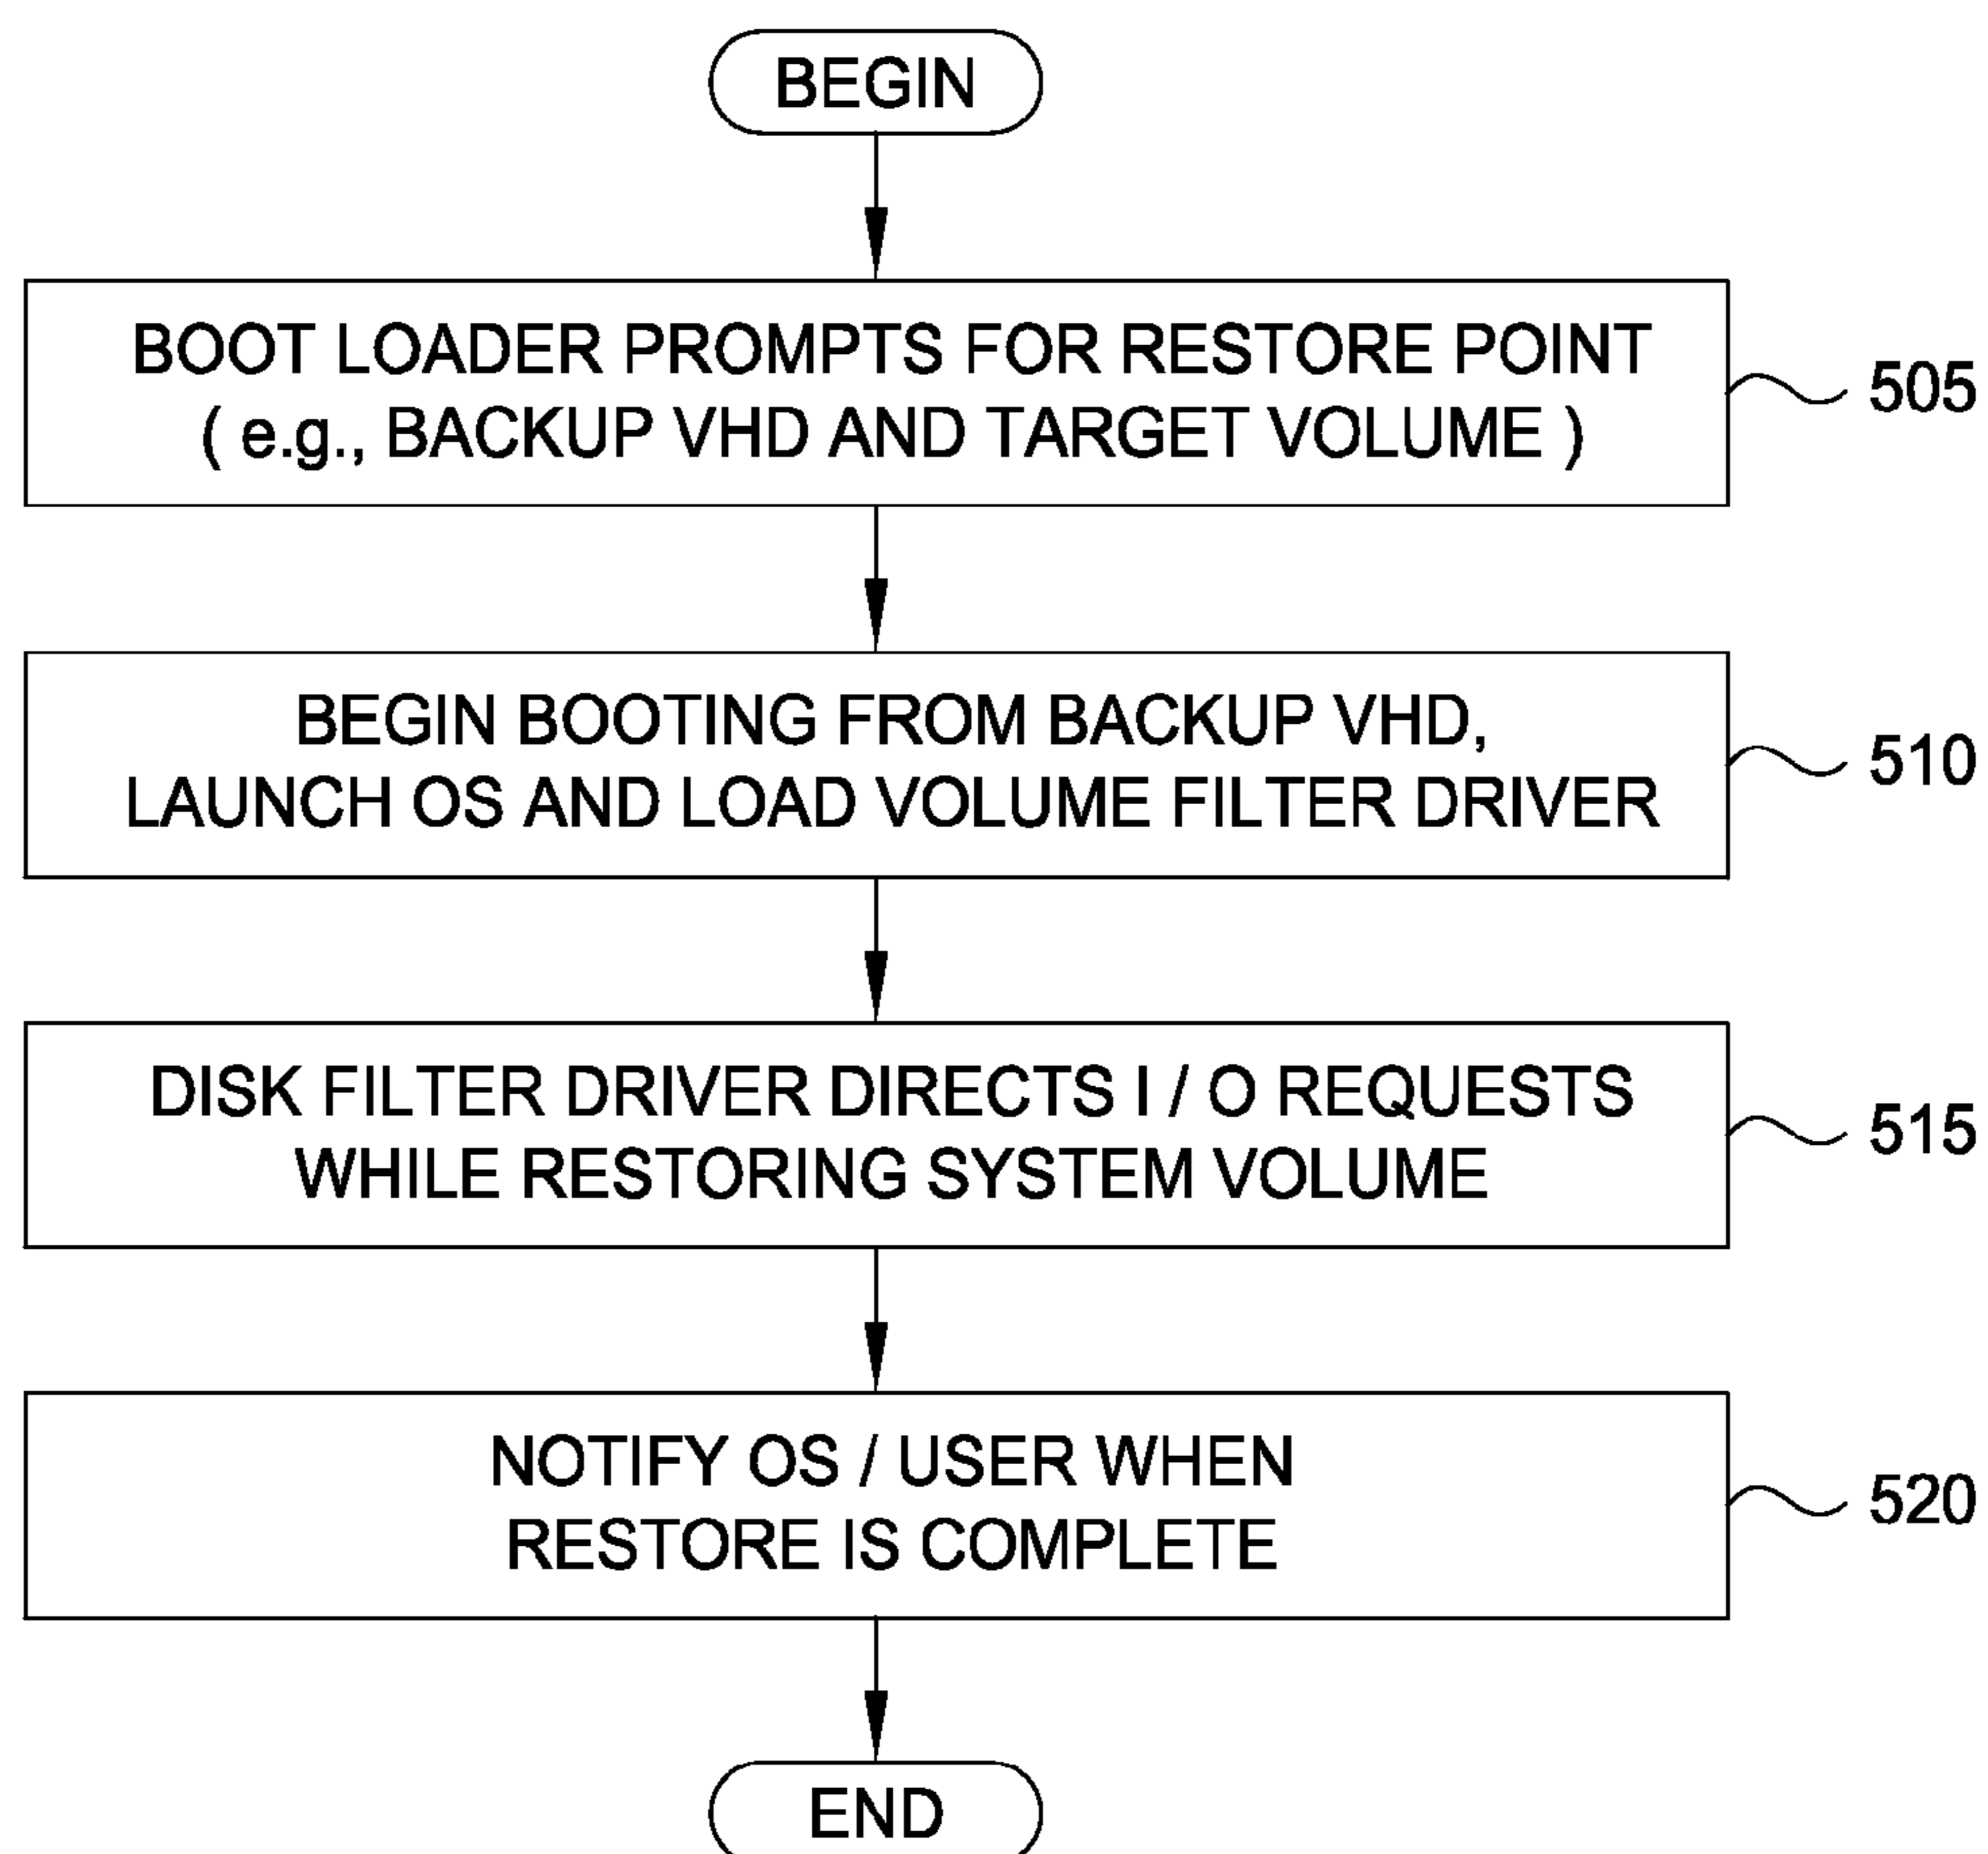 BEGIN
BOOT LOADER PROMPTS FOR RESTORE POINT
( e.g., BACKUP VHD AND TARGET VOLUME )
505
BEGIN BOOTING FROM BACKUP VHD,
LAUNCH OS AND LOAD VOLUME FILTER DRIVER
510
DISK FILTER DRIVER DIRECTS I / O REQUESTS
WHILE RESTORING SYSTEM VOLUME
515
NOTIFY OS / USER WHEN
RESTORE IS COMPLETE
520
END